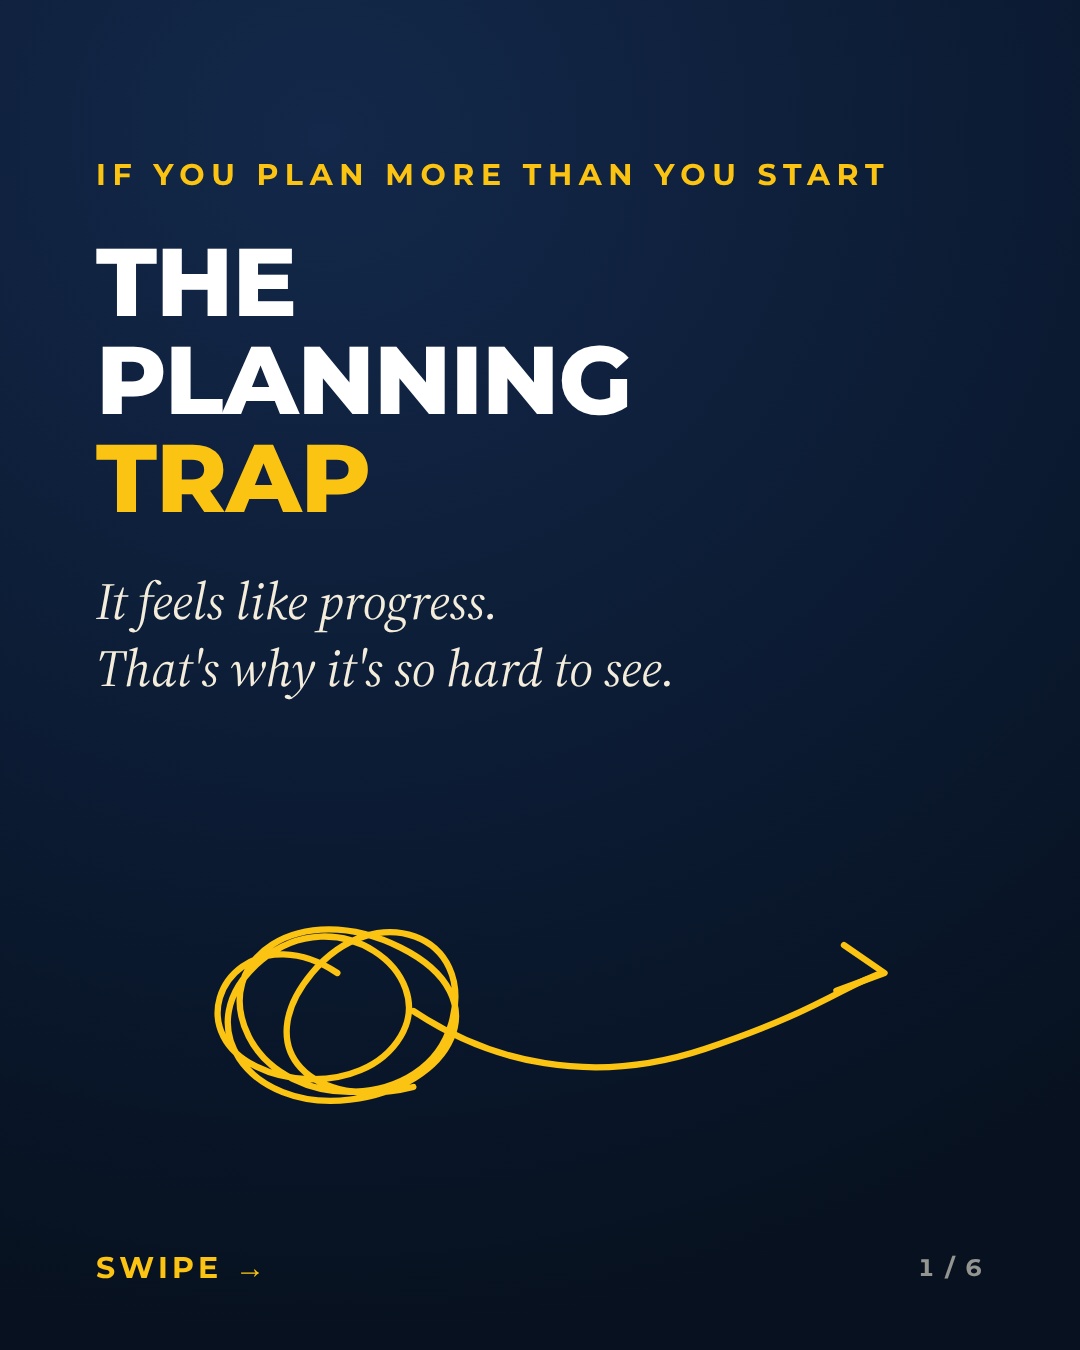 IF YOU PLAN MORE THAN YOU START
THE
PLANNING
TRAP
It feels like progress.
That's why it's so hard to see.
SWIPE →
1 / 6